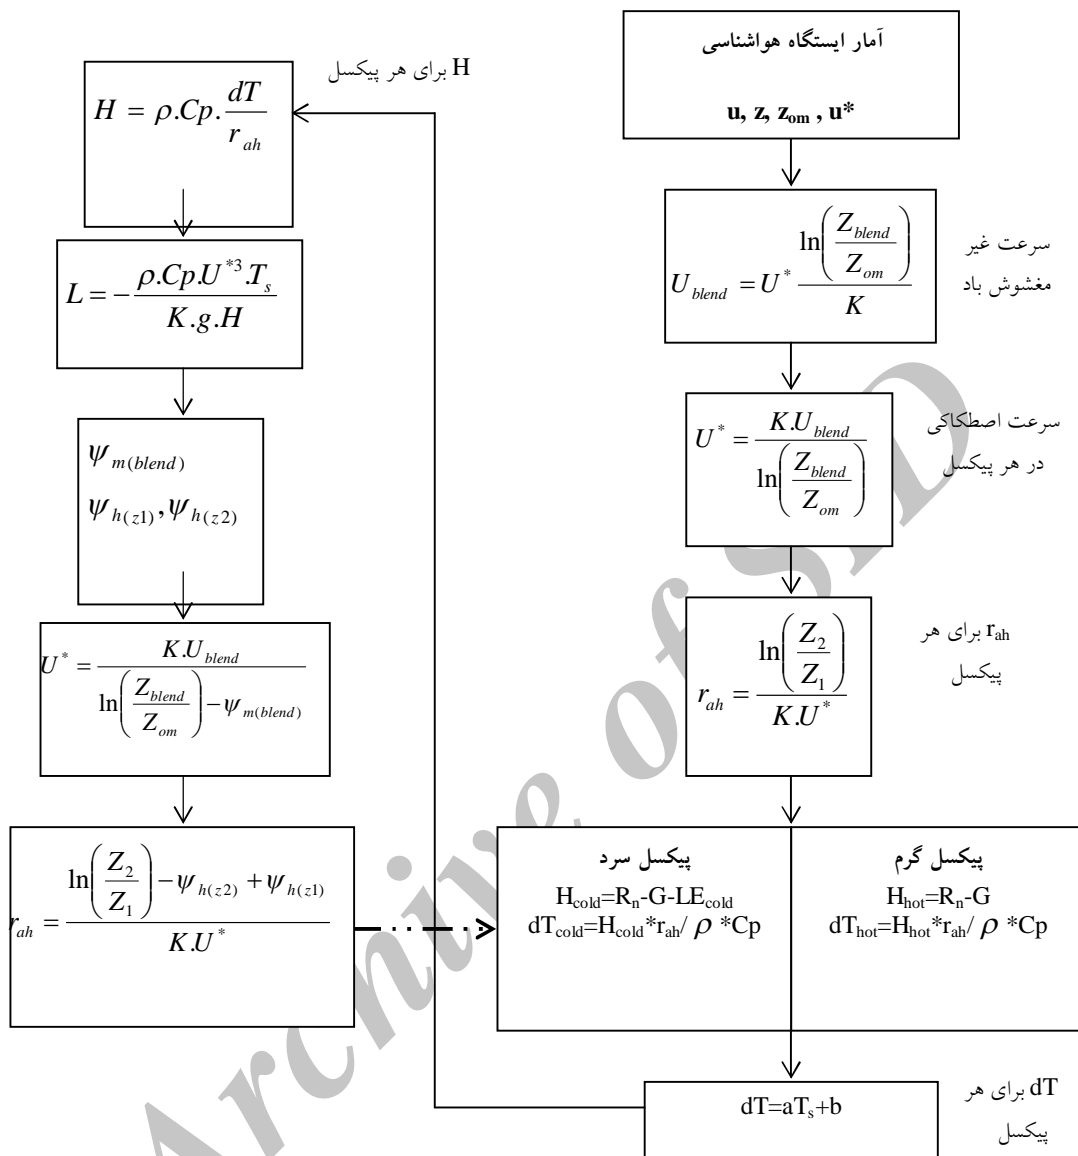 آمار ایستگاه هواشناسی
u, z, z_om , u*
U_blend = U^* ln(Z_blend / Z_om) / K
سرعت غیر
مغشوش باد
U^* = K.U_blend / ln(Z_blend / Z_om)
سرعت اصطکاکی
در هر پیکسل
r_ah = ln(Z_2 / Z_1) / K.U^*
r_ah برای هر
پیکسل
پیکسل سرد
H_cold=R_n-G-LE_cold
dT_cold=H_cold*r_ah/ ρ *Cp
پیکسل گرم
H_hot=R_n-G
dT_hot=H_hot*r_ah/ ρ *Cp
dT=aT_s+b
dT برای هر
پیکسل
H برای هر پیکسل
H = ρ.Cp. dT / r_ah
L = - ρ.Cp.U^*3.T_s / K.g.H
ψ_m(blend)
ψ_h(z1) , ψ_h(z2)
U^* = K.U_blend / ln(Z_blend / Z_om) - ψ_m(blend)
r_ah = ln(Z_2 / Z_1) - ψ_h(z2) + ψ_h(z1) / K.U^*
Archive of SID